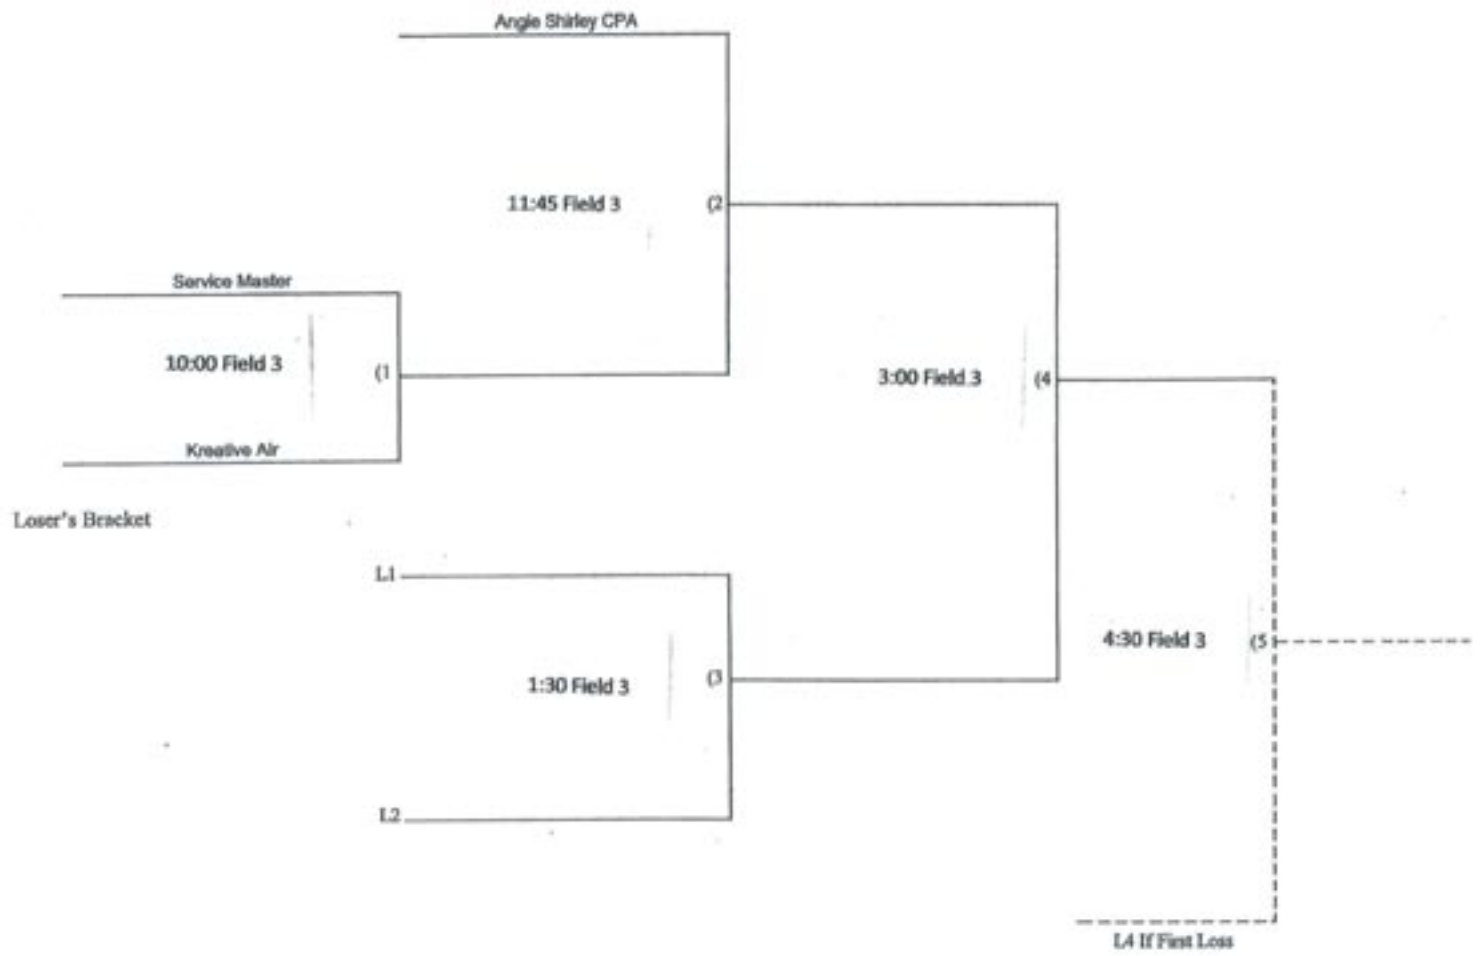 Angie Shirley CPA
11:45 Field 3
(2
Service Master
10:00 Field 3
(1
3:00 Field 3
(4
Kreative Air
Loser's Bracket
L1
4:30 Field 3
(5
1:30 Field 3
(3
L2
L4 If First Loss